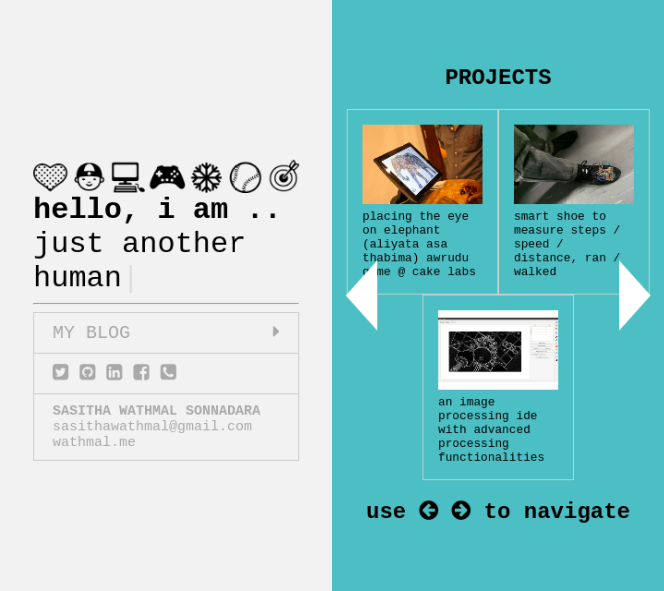 hello, i am ..
just another
human
MY BLOG
SASITHA WATHMAL SONNADARA
sasithawathmal@gmail.com
wathmal.me
PROJECTS
placing the eye
on elephant
(aliyata asa
thabima) awrudu
game @ cake labs
smart shoe to
measure steps /
speed /
distance, ran /
walked
an image
processing ide
with advanced
processing
functionalities
use to navigate